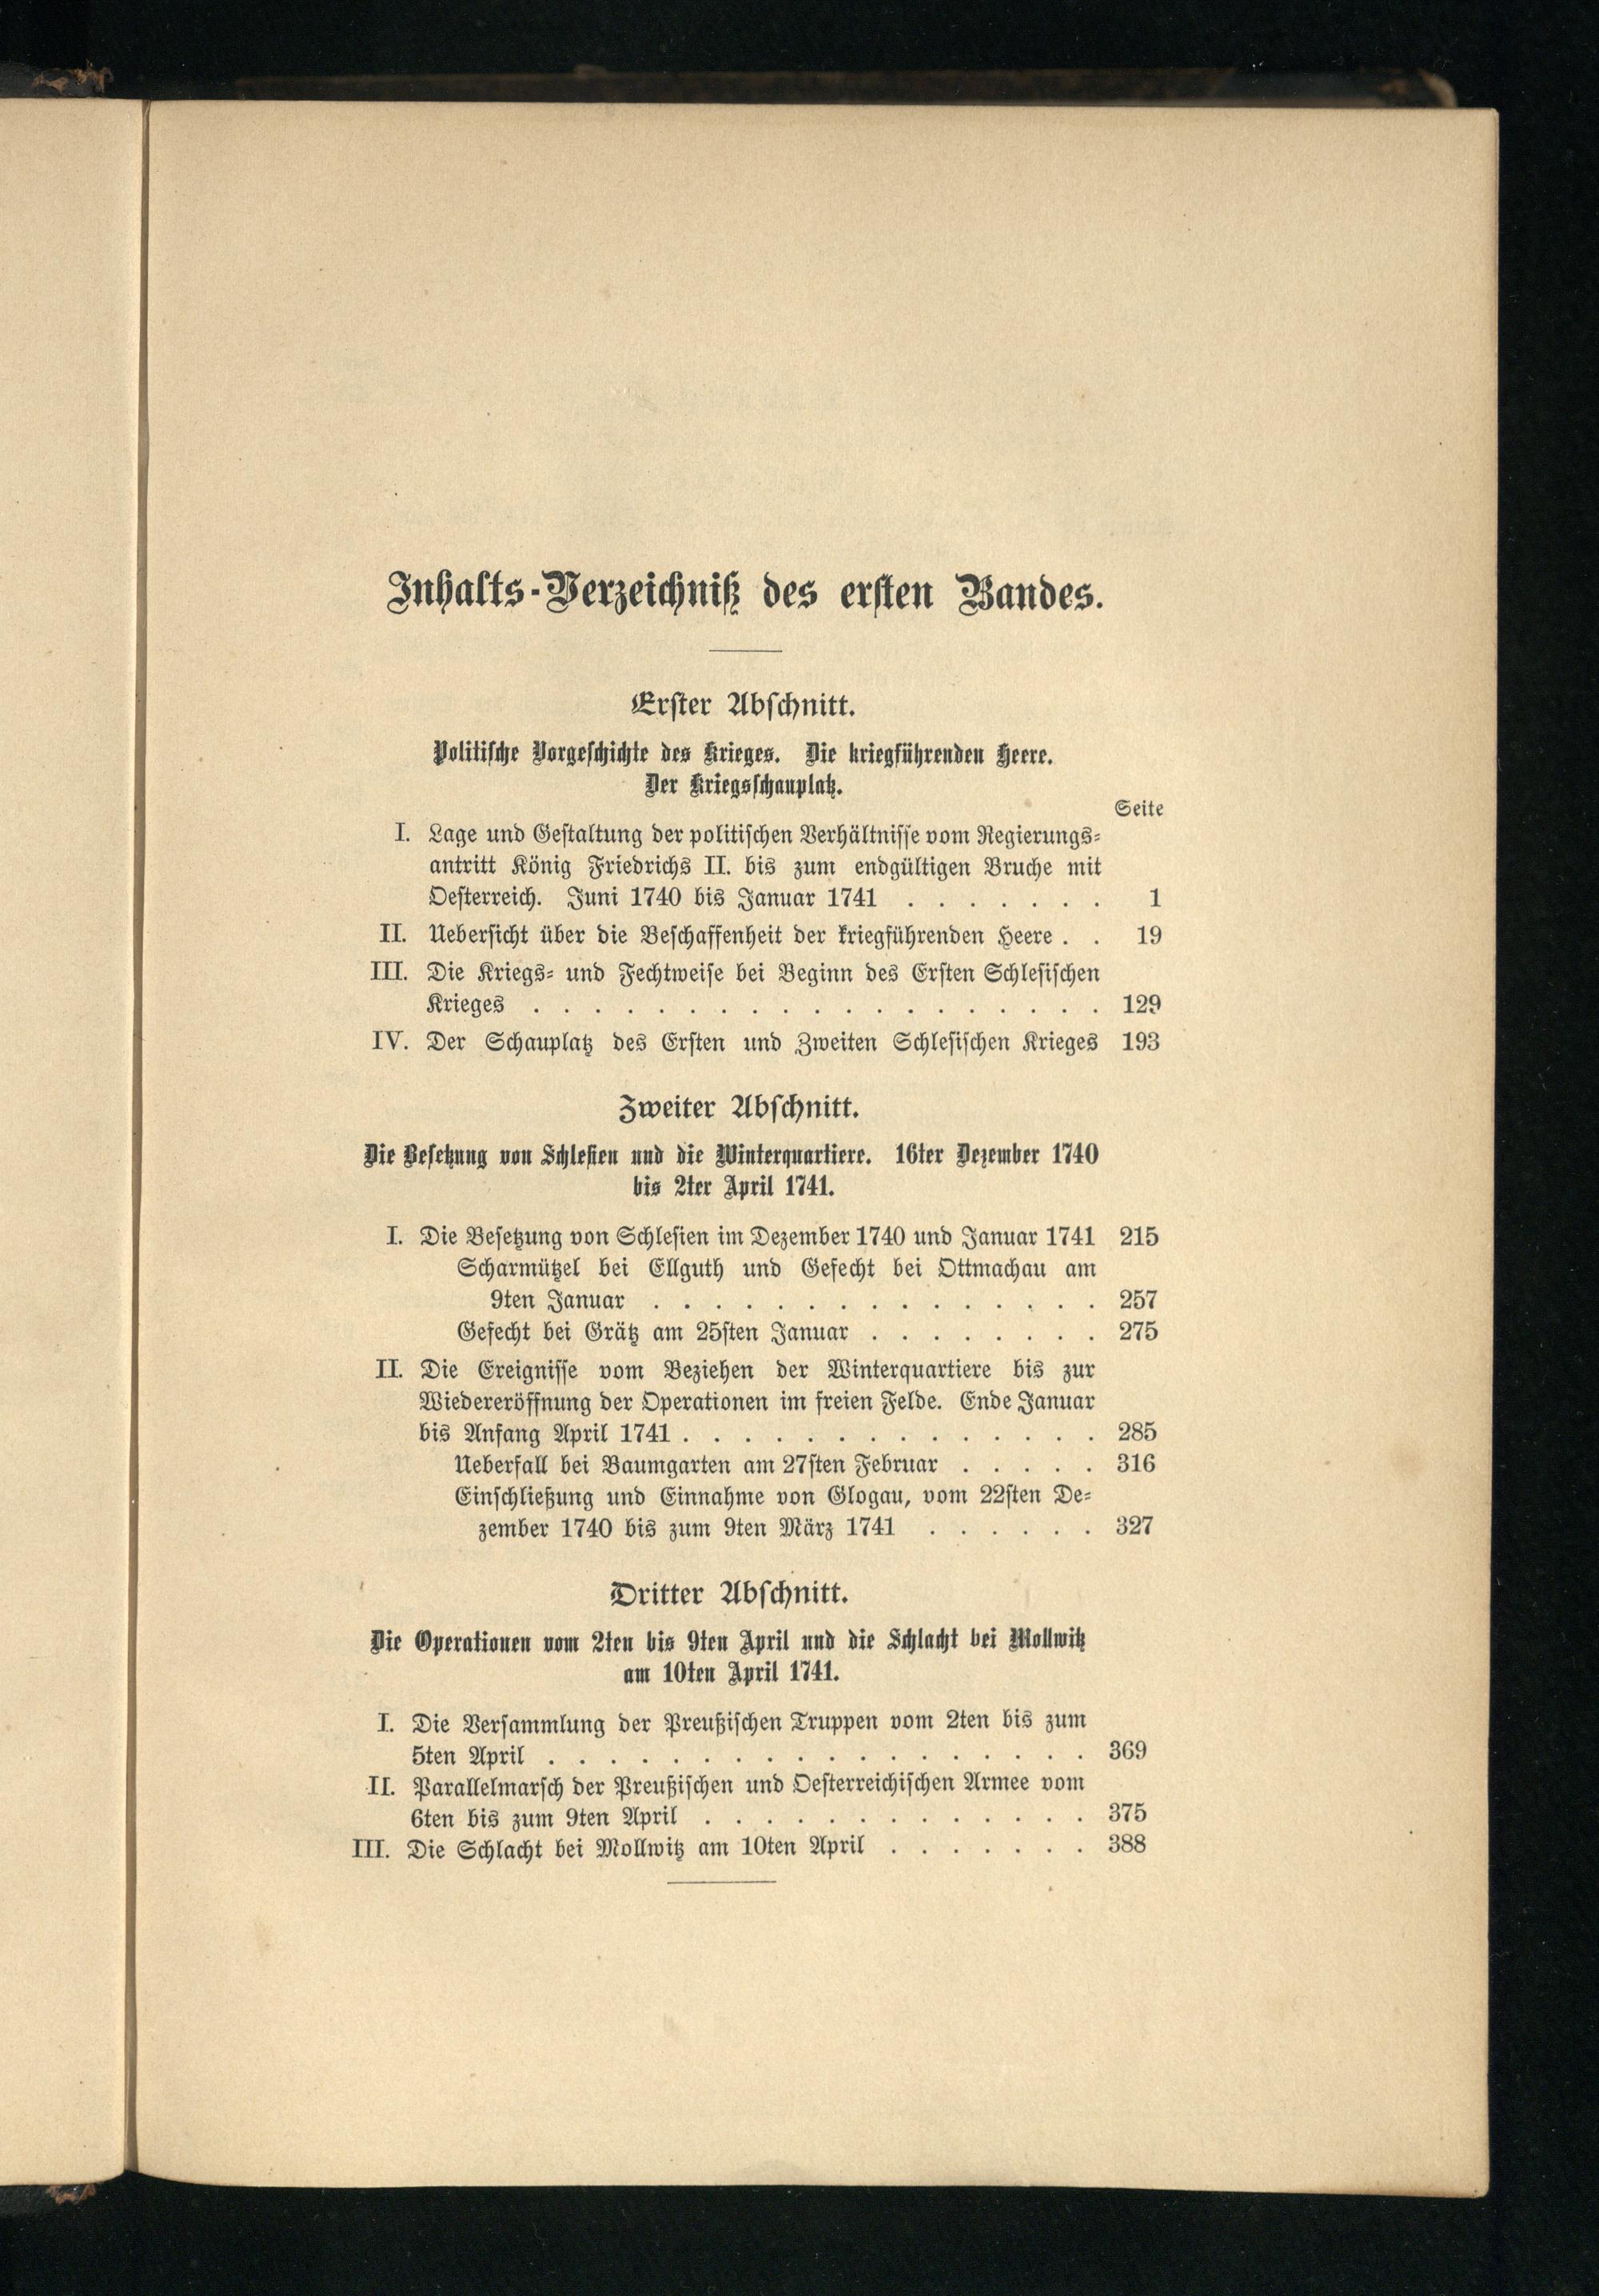 Inhalts-Verzeichniß des ersten Bandes.
Erster Abschnitt.
Politische Vorgeschichte des Krieges. Die kriegführenden Heere.
Der Kriegsschauplatz.
Seite
I. Lage und Gestaltung der politischen Verhältnisse vom Regierungs-
antritt König Friedrichs II. bis zum endgültigen Bruche mit
Oesterreich. Juni 1740 bis Januar 1741 . . . . . . . 1
II. Uebersicht über die Beschaffenheit der kriegführenden Heere . . 19
III. Die Kriegs- und Fechtweise bei Beginn des Ersten Schlesischen
Krieges . . . . . . . . . . . . . . . . . . . 129
IV. Der Schauplatz des Ersten und Zweiten Schlesischen Krieges 193
Zweiter Abschnitt.
Die Besetzung von Schlesien und die Winterquartiere. 16ter Dezember 1740
bis 2ter April 1741.
I. Die Besetzung von Schlesien im Dezember 1740 und Januar 1741 215
Scharmützel bei Ellguth und Gefecht bei Ottmachau am
9ten Januar . . . . . . . . . . . . . . . 257
Gefecht bei Grätz am 25sten Januar . . . . . . . . 275
II. Die Ereignisse vom Beziehen der Winterquartiere bis zur
Wiedereröffnung der Operationen im freien Felde. Ende Januar
bis Anfang April 1741 . . . . . . . . . . . . . . 285
Ueberfall bei Baumgarten am 27sten Februar . . . . . 316
Einschließung und Einnahme von Glogau, vom 22sten De-
zember 1740 bis zum 9ten März 1741 . . . . . . 327
Dritter Abschnitt.
Die Operationen vom 2ten bis 9ten April und die Schlacht bei Mollwitz
am 10ten April 1741.
I. Die Versammlung der Preußischen Truppen vom 2ten bis zum
5ten April . . . . . . . . . . . . . . . . . . 369
II. Parallelmarsch der Preußischen und Oesterreichischen Armee vom
6ten bis zum 9ten April . . . . . . . . . . . . . 375
III. Die Schlacht bei Mollwitz am 10ten April . . . . . . . 388